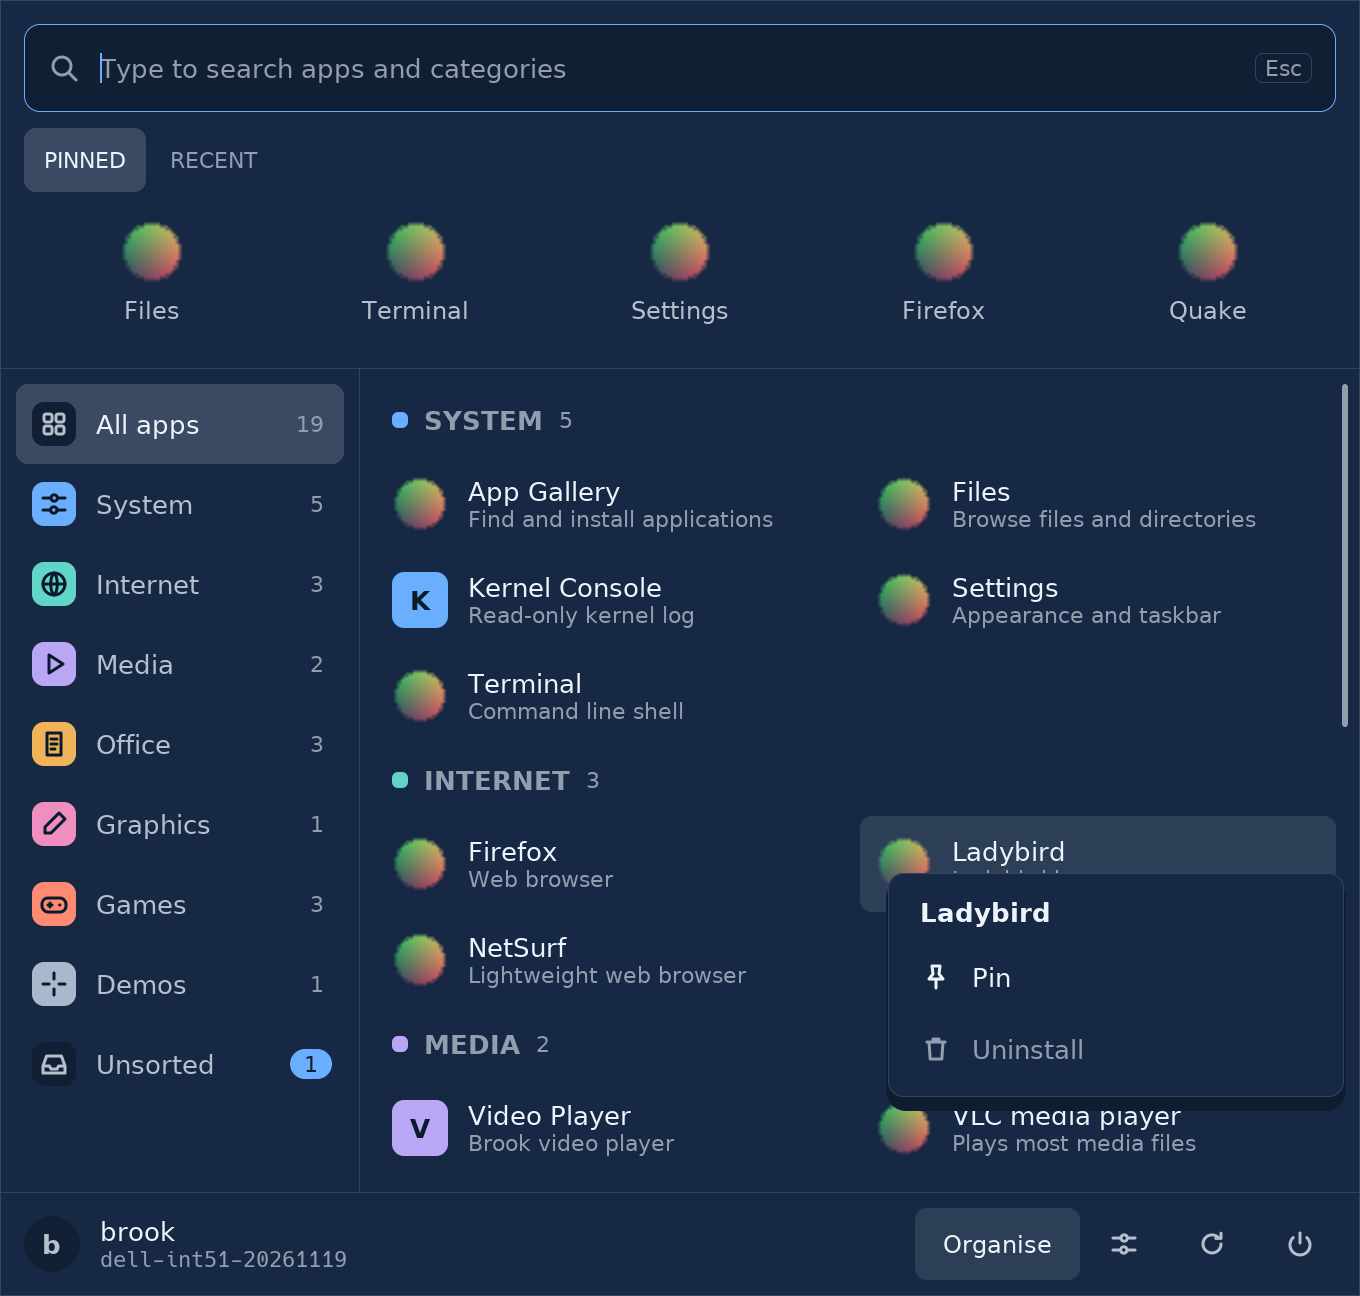 Type to search apps and categories
Esc
PINNED
RECENT
Files
Terminal
Settings
Firefox
Quake
All apps 19
System 5
Internet 3
Media 2
Office 3
Graphics 1
Games 3
Demos 1
Unsorted 1
SYSTEM 5
App Gallery
Find and install applications
Files
Browse files and directories
K
Kernel Console
Read-only kernel log
Settings
Appearance and taskbar
Terminal
Command line shell
INTERNET 3
Firefox
Web browser
Ladybird
NetSurf
Lightweight web browser
Ladybird
Pin
Uninstall
MEDIA 2
V
Video Player
Brook video player
VLC media player
Plays most media files
b
brook
dell-int51-20261119
Organise